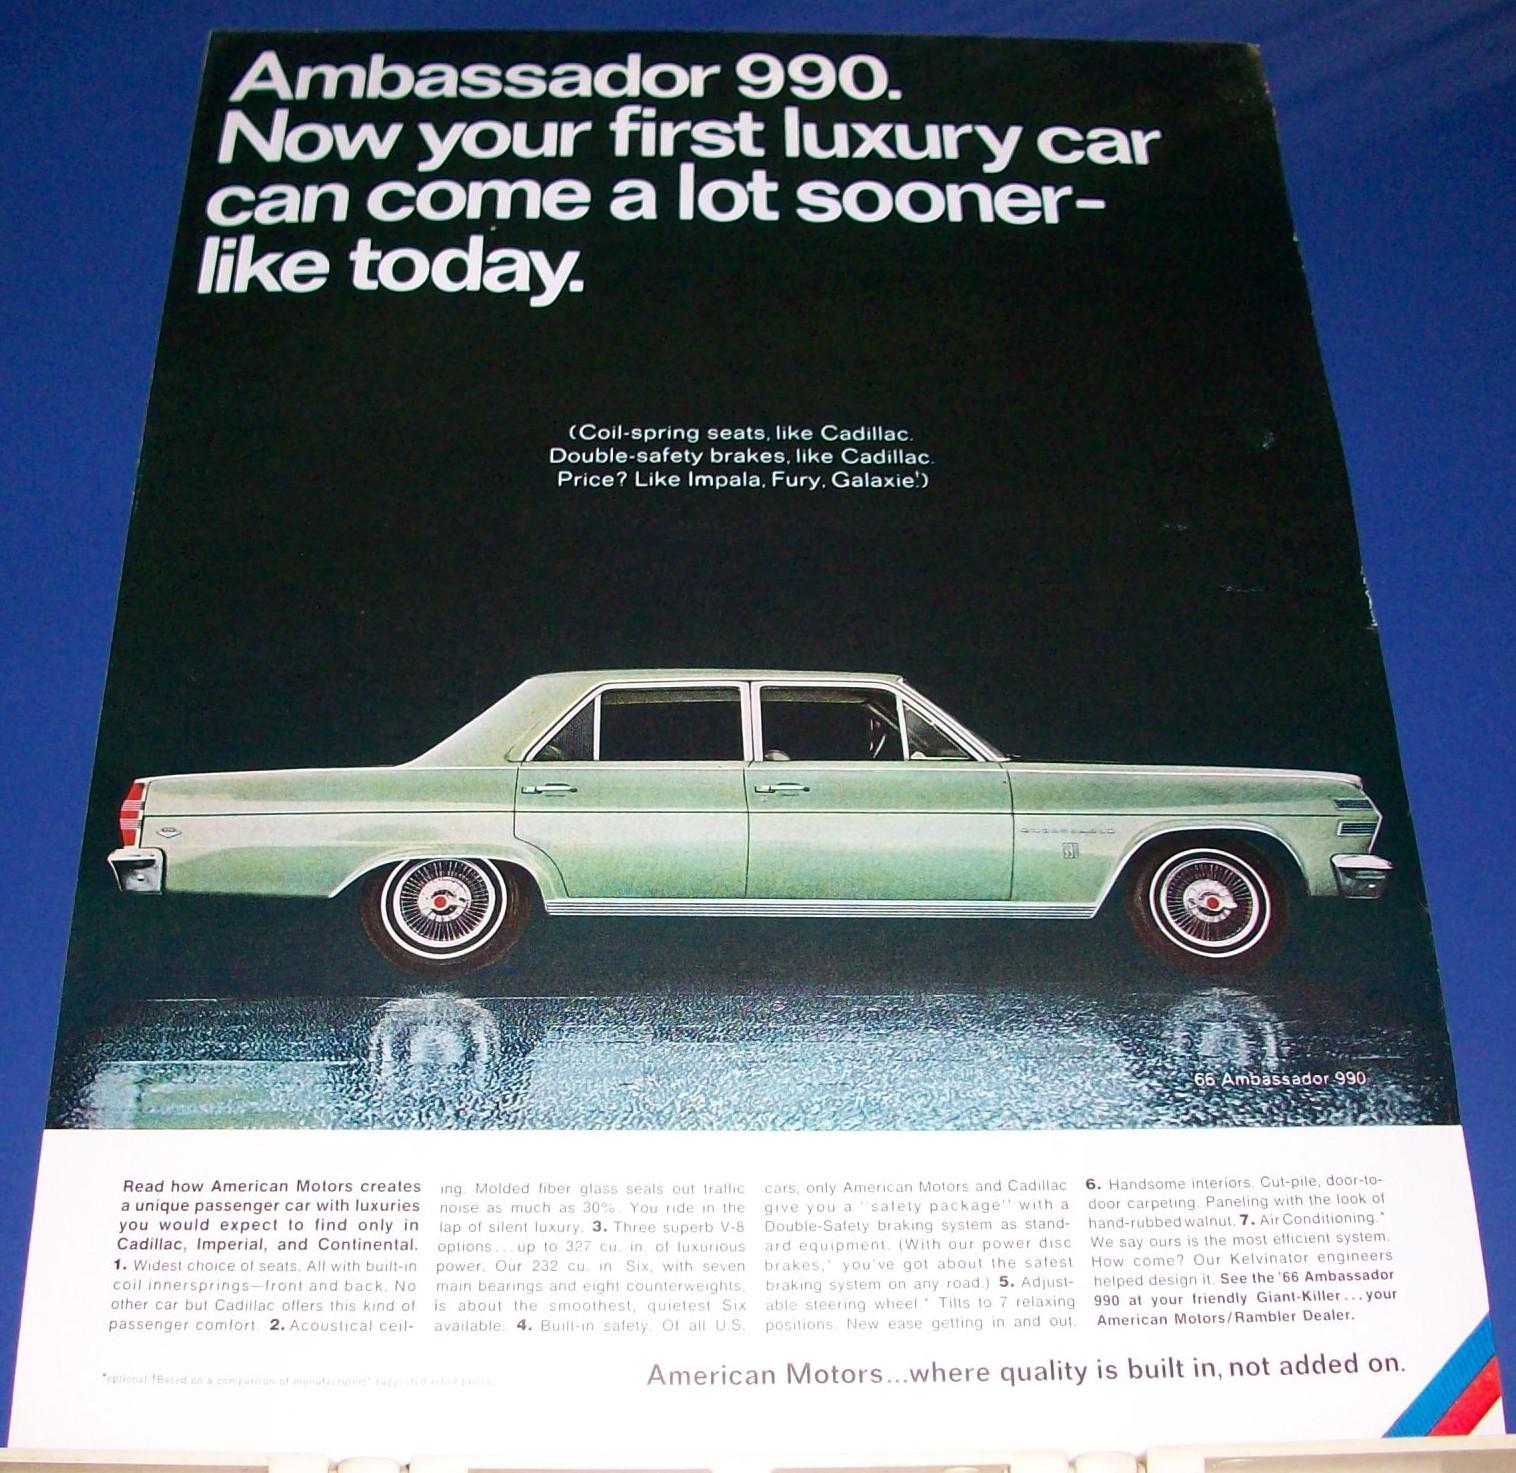 Ambassador 990.
Now your first luxury car
can come a lot sooner-
like today.
(Coil-spring seats, like Cadillac.
Double-safety brakes, like Cadillac.
Price? Like Impala, Fury, Galaxie†.)
AMBASSADOR
990
66 Ambassador 990
Read how American Motors creates
a unique passenger car with luxuries
you would expect to find only in
Cadillac, Imperial, and Continental.
1. Widest choice of seats. All with built-in
coil innersprings—front and back. No
other car but Cadillac offers this kind of
passenger comfort. 2. Acoustical ceil-
ing. Molded fiber glass seals out traffic
noise as much as 30%. You ride in the
lap of silent luxury. 3. Three superb V-8
options...up to 327 cu. in. of luxurious
power. Our 232 cu. in. Six, with seven
main bearings and eight counterweights,
is about the smoothest, quietest Six
available. 4. Built-in safety. Of all U.S.
cars, only American Motors and Cadillac
give you a "safety package" with a
Double-Safety braking system as stand-
ard equipment. (With our power disc
brakes,* you've got about the safest
braking system on any road.) 5. Adjust-
able steering wheel.* Tilts to 7 relaxing
positions. New ease getting in and out.
6. Handsome interiors. Cut-pile, door-to-
door carpeting. Paneling with the look of
hand-rubbed walnut. 7. Air Conditioning.*
We say ours is the most efficient system.
How come? Our Kelvinator engineers
helped design it. See the '66 Ambassador
990 at your friendly Giant-Killer...your
American Motors/Rambler Dealer.
*optional †Based on a comparison of manufacturers' suggested retail prices.
American Motors...where quality is built in, not added on.